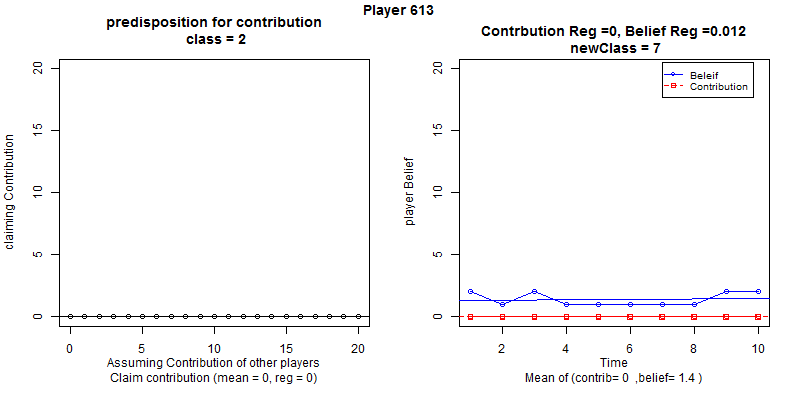 Player 613
predisposition for contribution
class = 2
claiming Contribution
20
15
10
5
0
0 5 10 15 20
Assuming Contribution of other players
Claim contribution (mean = 0, reg = 0)
Contrbution Reg =0, Belief Reg =0.012
newClass = 7
Beleif
Contribution
player Belief
20
15
10
5
0
2 4 6 8 10
Time
Mean of (contrib= 0 ,belief= 1.4 )